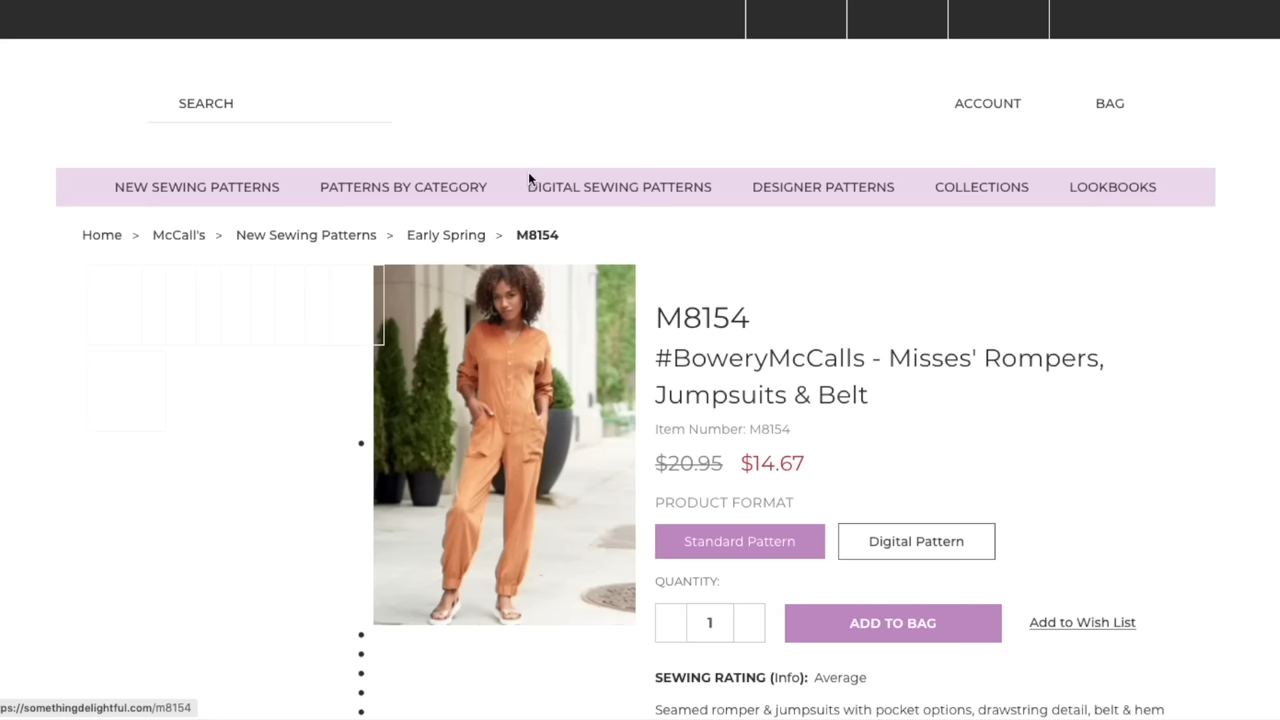 SEARCH
ACCOUNT
BAG
NEW SEWING PATTERNS PATTERNS BY CATEGORY DIGITAL SEWING PATTERNS DESIGNER PATTERNS COLLECTIONS LOOKBOOKS
Home > McCall's > New Sewing Patterns > Early Spring > M8154
M8154
#BoweryMcCalls - Misses' Rompers,
Jumpsuits & Belt
Item Number: M8154
$20.95 $14.67
PRODUCT FORMAT
Standard Pattern Digital Pattern
QUANTITY:
1 ADD TO BAG Add to Wish List
SEWING RATING (Info): Average
Seamed romper & jumpsuits with pocket options, drawstring detail, belt & hem
ps://somethingdelightful.com/m8154